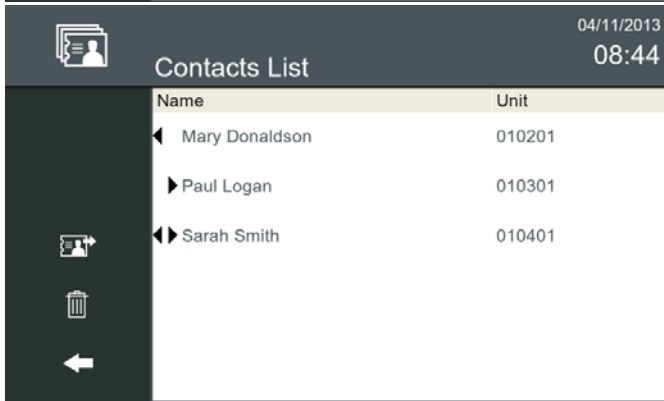 04/11/2013
08:44
Contacts List
Name Unit
Mary Donaldson 010201
Paul Logan 010301
Sarah Smith 010401